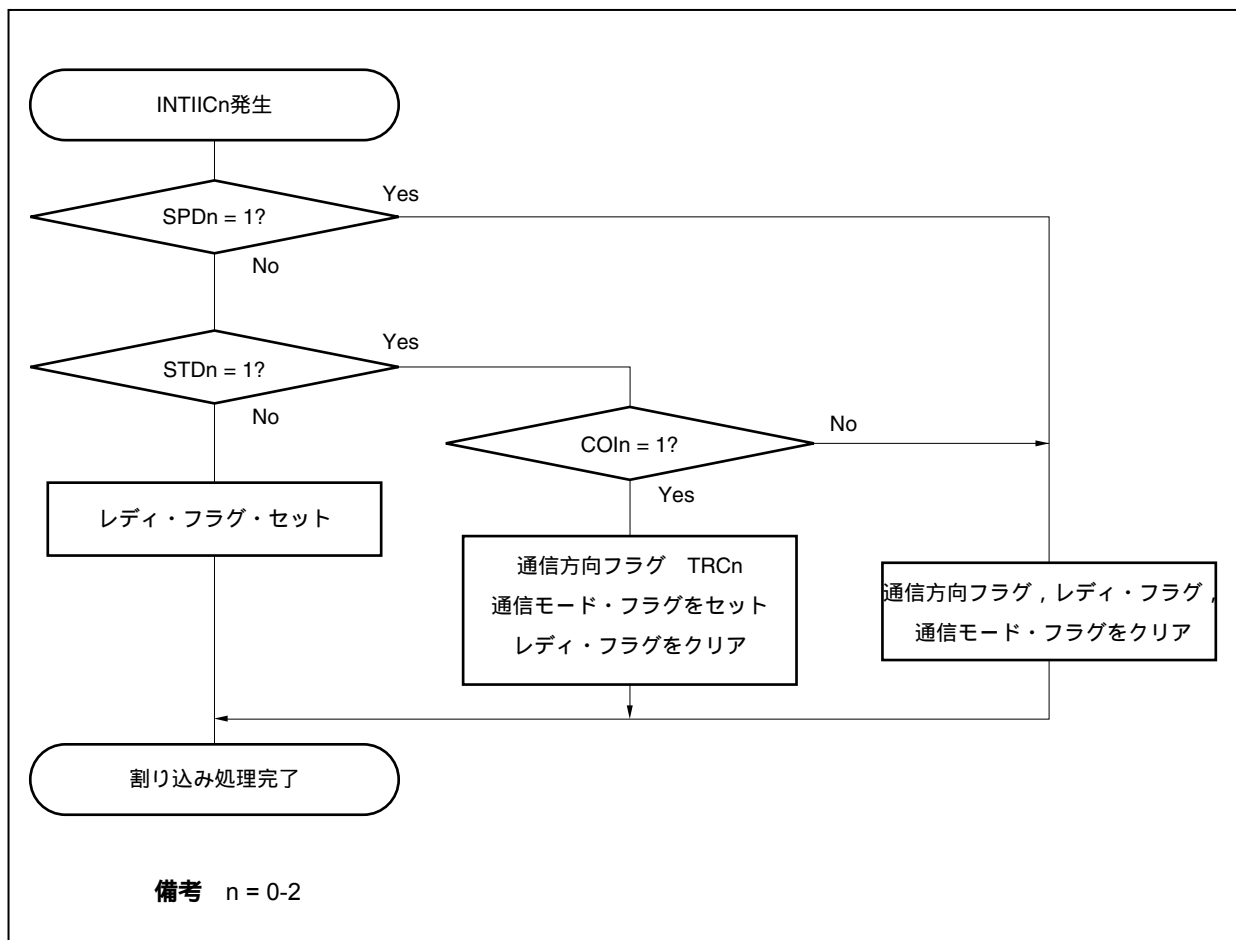 INTIICn発生
SPDn = 1?
Yes
No
STDn = 1?
Yes
No
COIn = 1?
No
Yes
レディ・フラグ・セット
通信方向フラグ　TRCn
通信モード・フラグをセット
レディ・フラグをクリア
通信方向フラグ，レディ・フラグ，
通信モード・フラグをクリア
割り込み処理完了
備考　n = 0-2